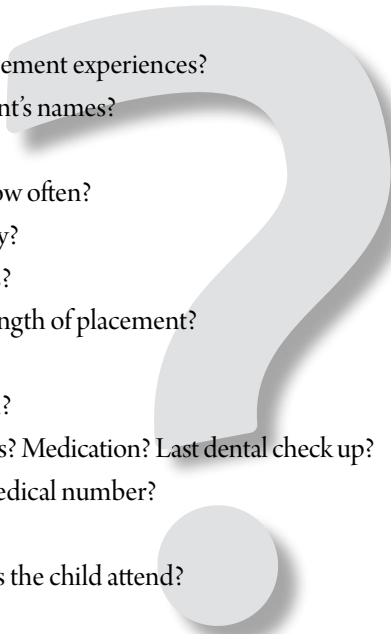 ement experiences?
nt’s names?
ow often?
y?
?
ngth of placement?
?
s? Medication? Last dental check up?
edical number?
s the child attend?